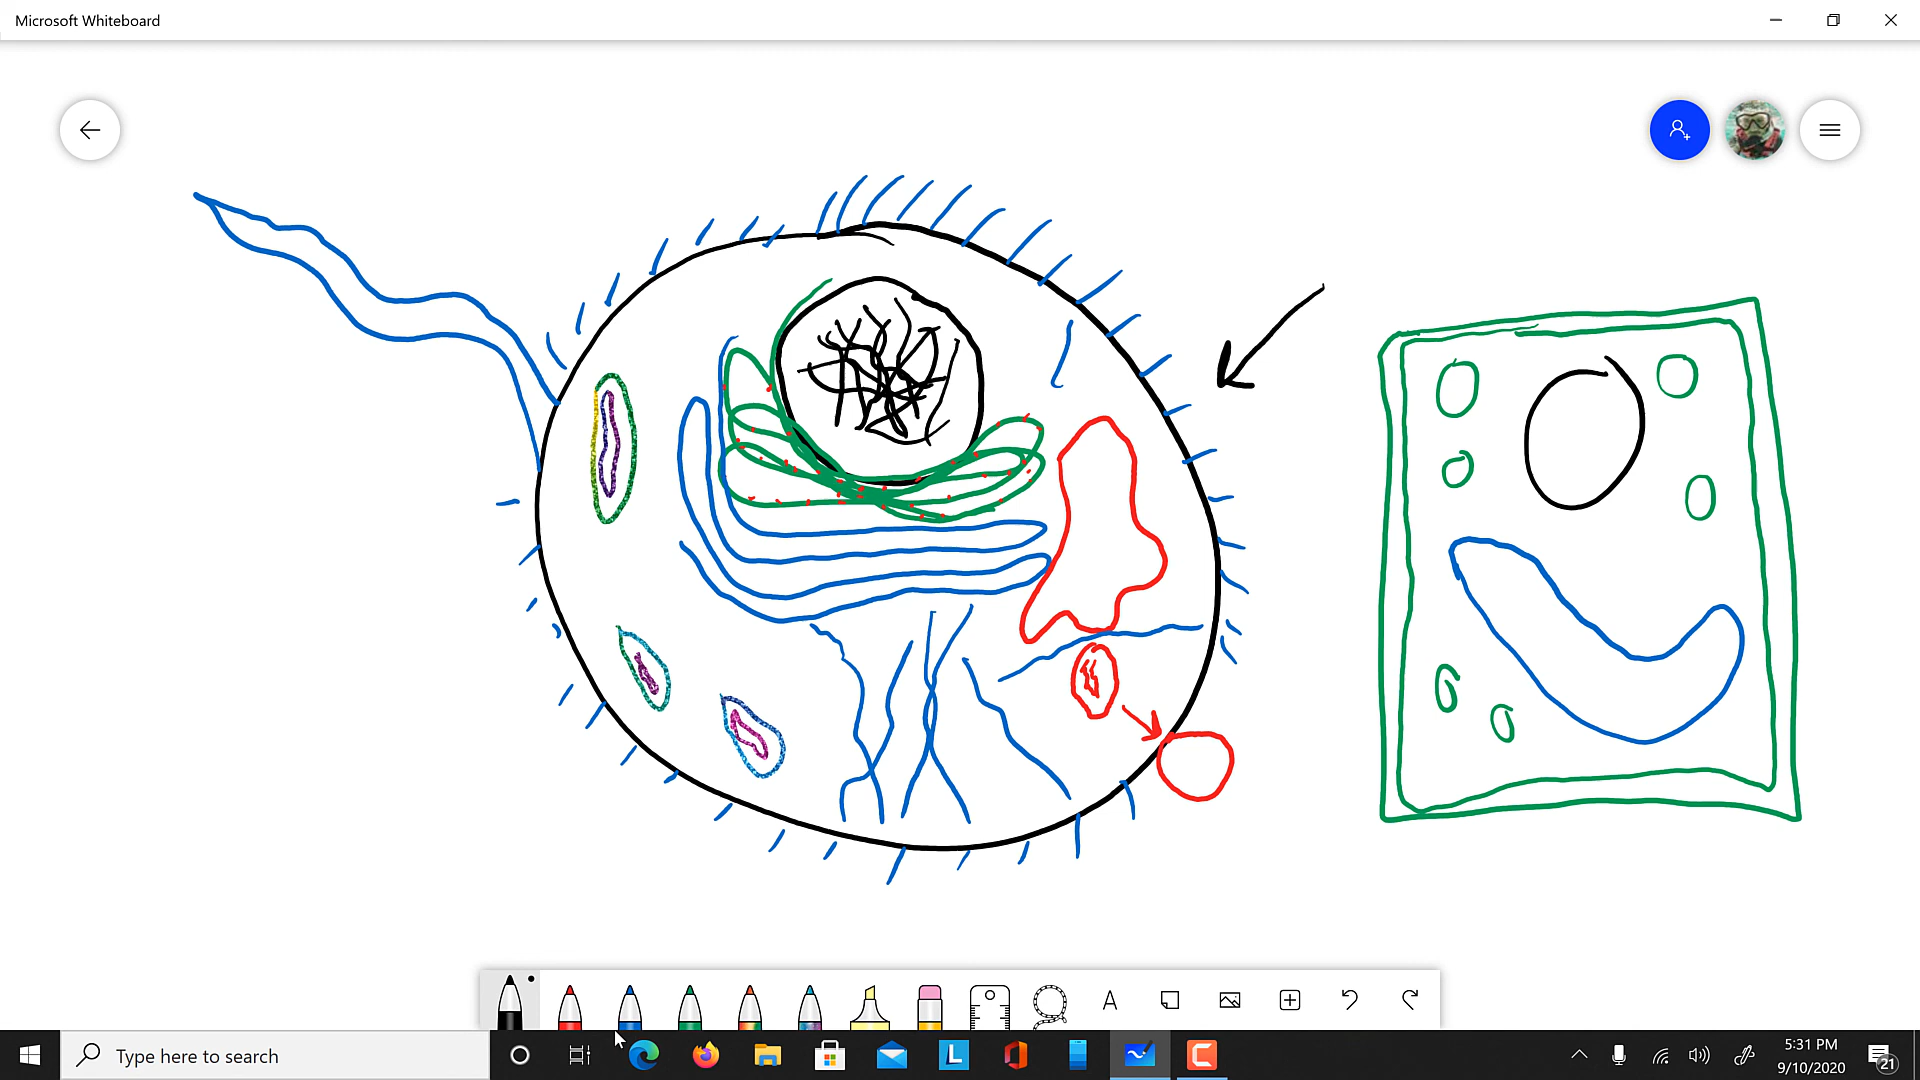 Microsoft Whiteboard
A
Type here to search
L
5:31 PM
9/10/2020
21